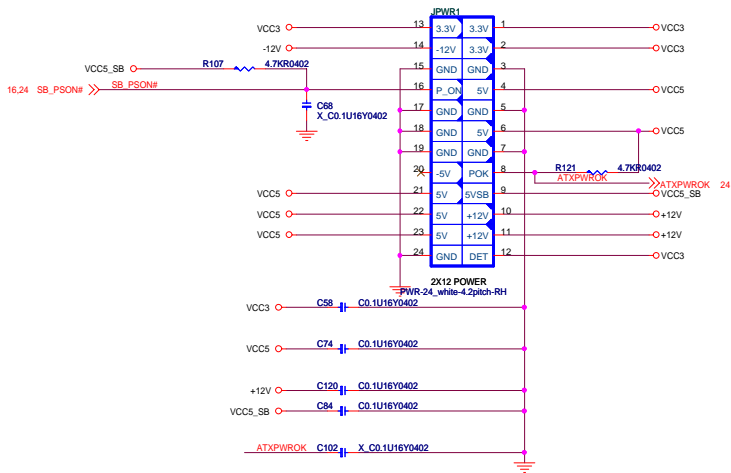 JPWR1
VCC3 13 3.3V 3.3V 1 VCC3
-12V 14 -12V 3.3V 2 VCC3
VCC5_SB R107 4.7KR0402 15 GND GND 3
16,24 SB_PSON# SB_PSON# 16 P_ON 5V 4 VCC5
C68 17 GND GND 5
X_C0.1U16Y0402
18 GND 5V 6 VCC5
19 GND GND 7
20 -5V POK 8 R121 4.7KR0402
ATXPWROK
ATXPWROK 24
VCC5 21 5V 5VSB 9 VCC5_SB
VCC5 22 5V +12V 10 +12V
VCC5 23 5V +12V 11 +12V
24 GND DET 12 VCC3
2X12 POWER
PWR-24_white-4.2pitch-RH
VCC3 C58 C0.1U16Y0402
VCC5 C74 C0.1U16Y0402
+12V C120 C0.1U16Y0402
VCC5_SB C84 C0.1U16Y0402
ATXPWROK C102 X_C0.1U16Y0402